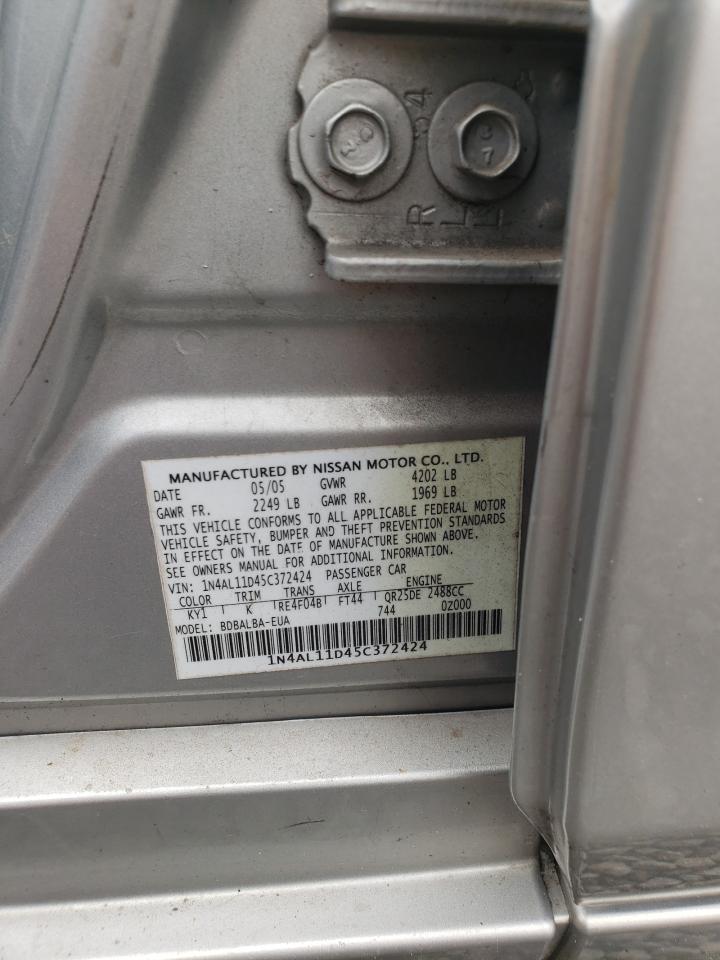 R L
54
MANUFACTURED BY NISSAN MOTOR CO., LTD.
DATE 05/05 GVWR 4202 LB
GAWR FR. 2249 LB GAWR RR. 1969 LB
THIS VEHICLE CONFORMS TO ALL APPLICABLE FEDERAL MOTOR
VEHICLE SAFETY, BUMPER AND THEFT PREVENTION STANDARDS
IN EFFECT ON THE DATE OF MANUFACTURE SHOWN ABOVE.
SEE OWNERS MANUAL FOR ADDITIONAL INFORMATION.
VIN: 1N4AL11D45C372424 PASSENGER CAR
COLOR TRIM TRANS AXLE ENGINE
KY1 K RE4F04B FT44 QR25DE 2488CC
MODEL: BDBALBA-EUA 744 0Z000
1N4AL11D45C372424